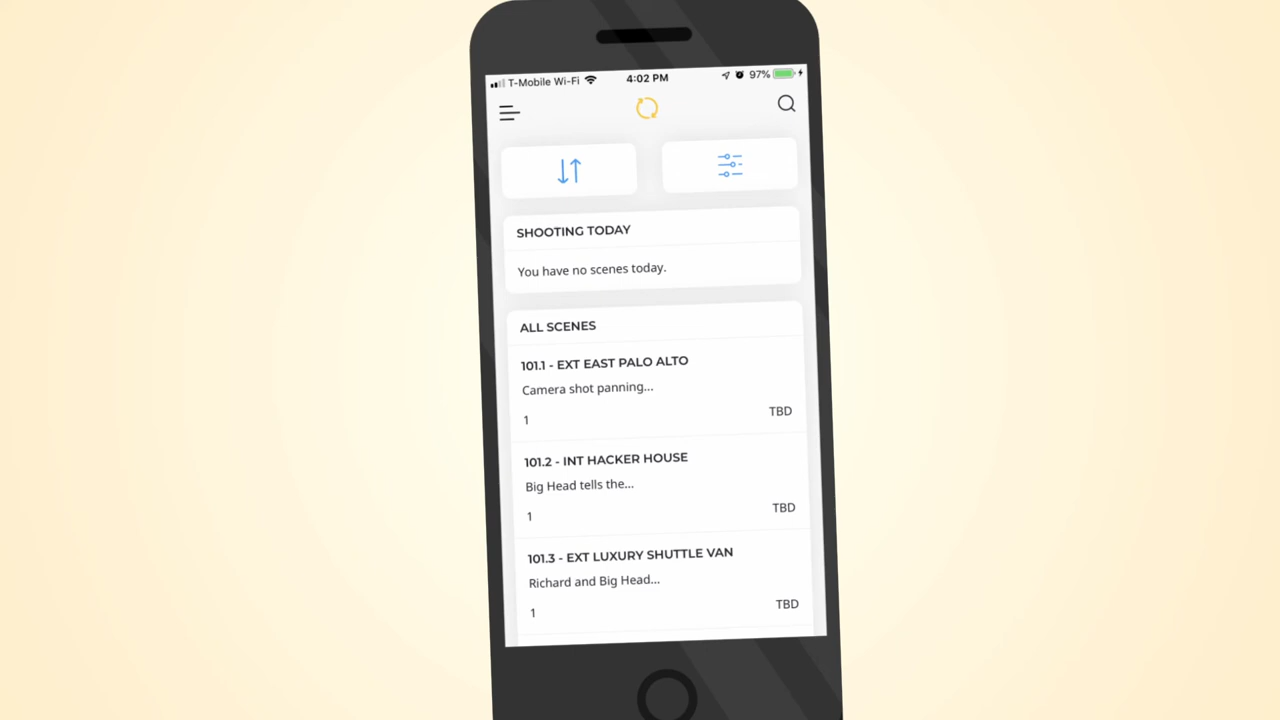 T-Mobile Wi-Fi 4:02 PM 97%
SHOOTING TODAY
You have no scenes today.
ALL SCENES
101.1 - EXT EAST PALO ALTO
Camera shot panning...
1 TBD
101.2 - INT HACKER HOUSE
Big Head tells the...
1 TBD
101.3 - EXT LUXURY SHUTTLE VAN
Richard and Big Head...
1 TBD